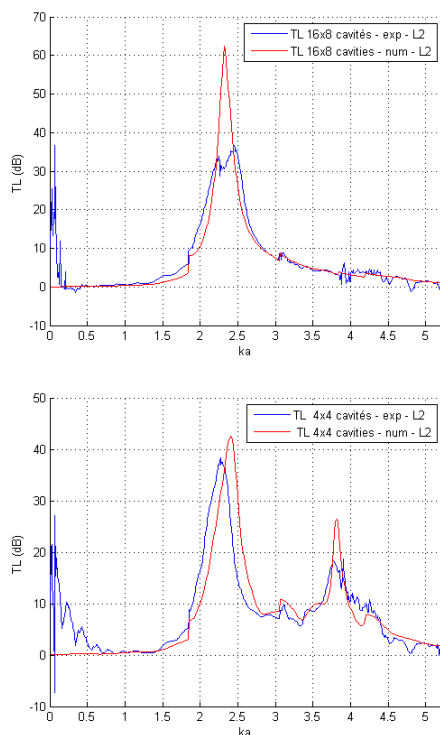 70
60
50
40
30
20
10
0
-10
TL (dB)
TL 16x8 cavités - exp - L2
TL 16x8 cavities - num - L2
0 0.5 1 1.5 2 2.5 3 3.5 4 4.5 5
ka
50
40
30
20
10
0
-10
TL (dB)
TL 4x4 cavités - exp - L2
TL 4x4 cavities - num - L2
0 0.5 1 1.5 2 2.5 3 3.5 4 4.5 5
ka